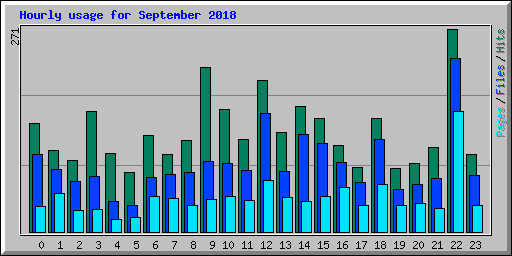 Hourly usage for September 2018
271
Pages/Files/Hits
0 1 2 3 4 5 6 7 8 9 10 11 12 13 14 15 16 17 18 19 20 21 22 23